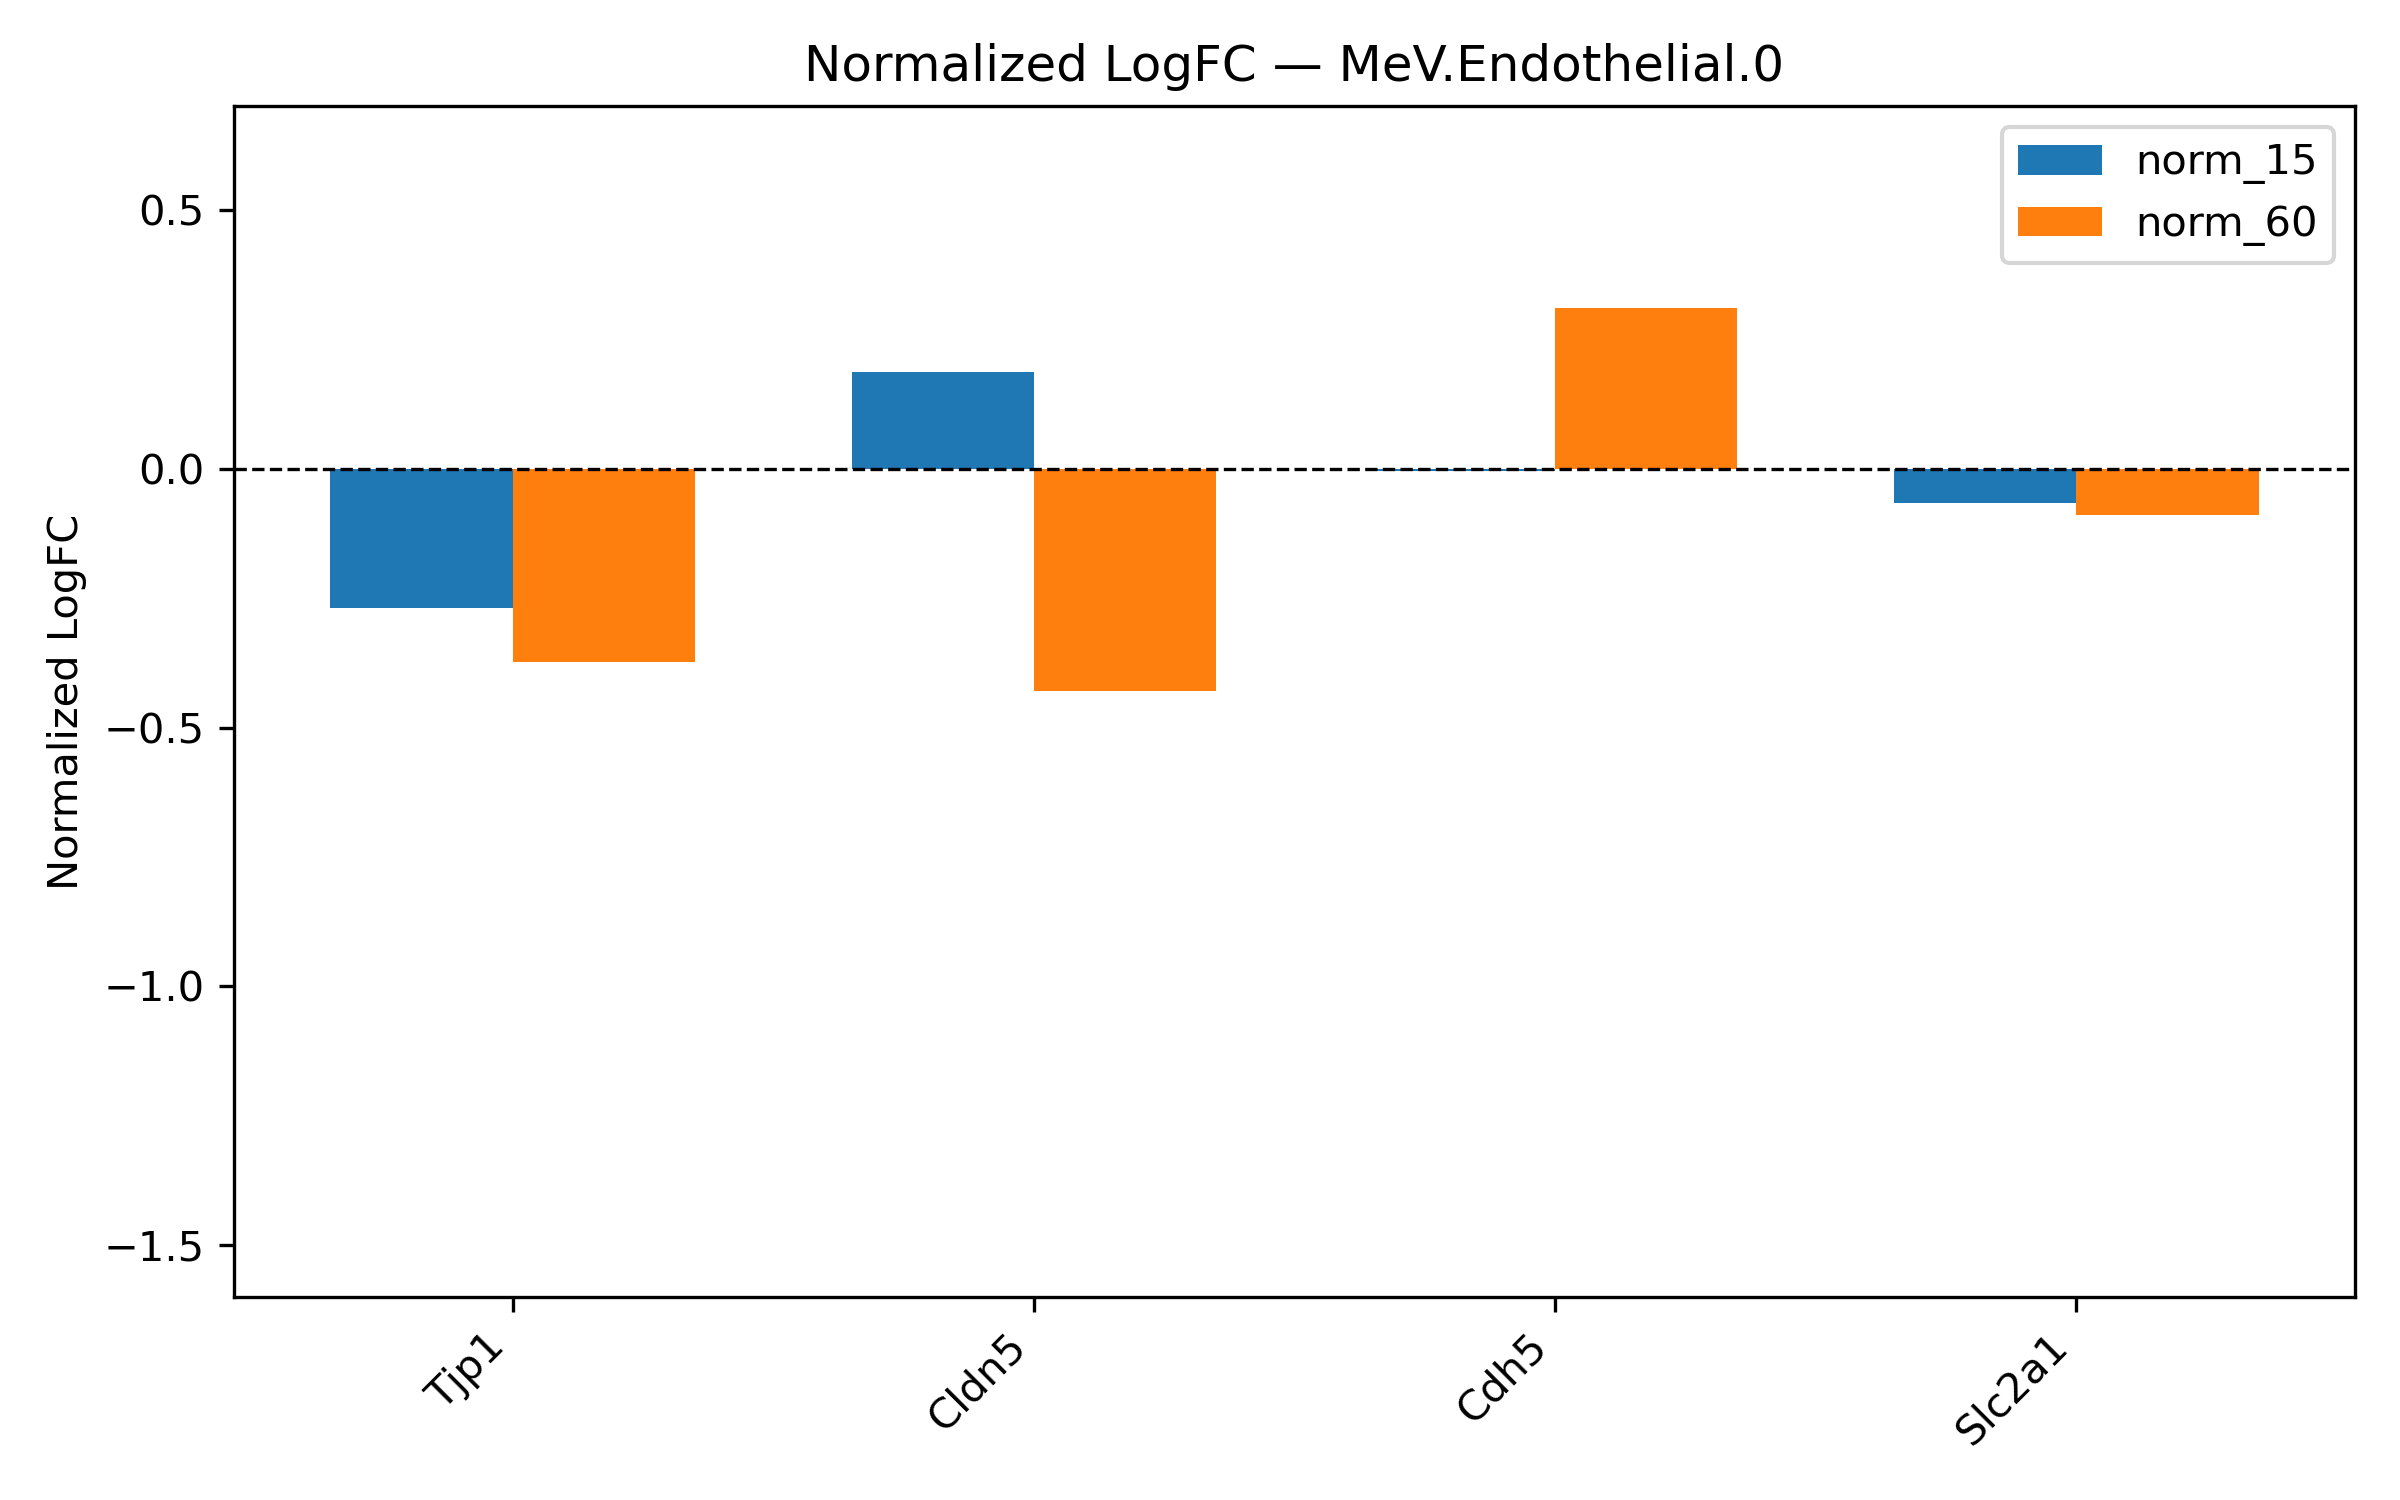 Normalized LogFC — MeV.Endothelial.0
norm_15
norm_60
Normalized LogFC
0.5
0.0
−0.5
−1.0
−1.5
Tjp1
Cldn5
Cdh5
Slc2a1